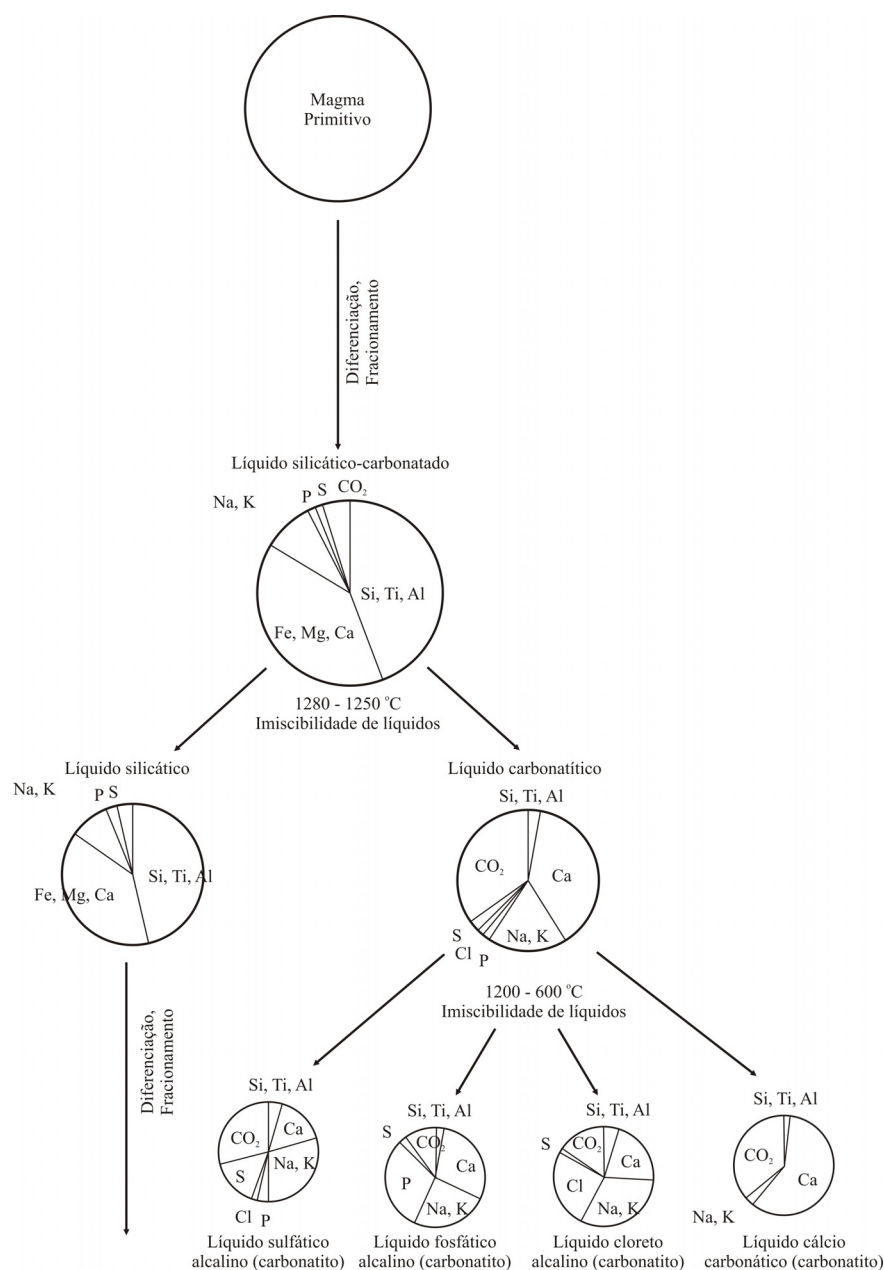 Magma
Primitivo
Diferenciação,
Fracionamento
Líquido silicático-carbonatado
Na, K
P
S
CO₂
Si, Ti, Al
Fe, Mg, Ca
1280 - 1250 °C
Imiscibilidade de líquidos
Líquido silicático
Na, K
P S
Si, Ti, Al
Fe, Mg, Ca
Líquido carbonatítico
Si, Ti, Al
CO₂
Ca
S
Cl
P
Na, K
Diferenciação,
Fracionamento
1200 - 600 °C
Imiscibilidade de líquidos
Si, Ti, Al
CO₂
Ca
S
Na, K
Cl
P
Líquido sulfático
alcalino (carbonatito)
Si, Ti, Al
S
CO₂
Ca
P
Na, K
Líquido fosfático
alcalino (carbonatito)
Si, Ti, Al
S
CO₂
Ca
Cl
Na, K
Líquido cloreto
alcalino (carbonatito)
Si, Ti, Al
CO₂
Ca
Na, K
Líquido cálcio
carbonático (carbonatito)